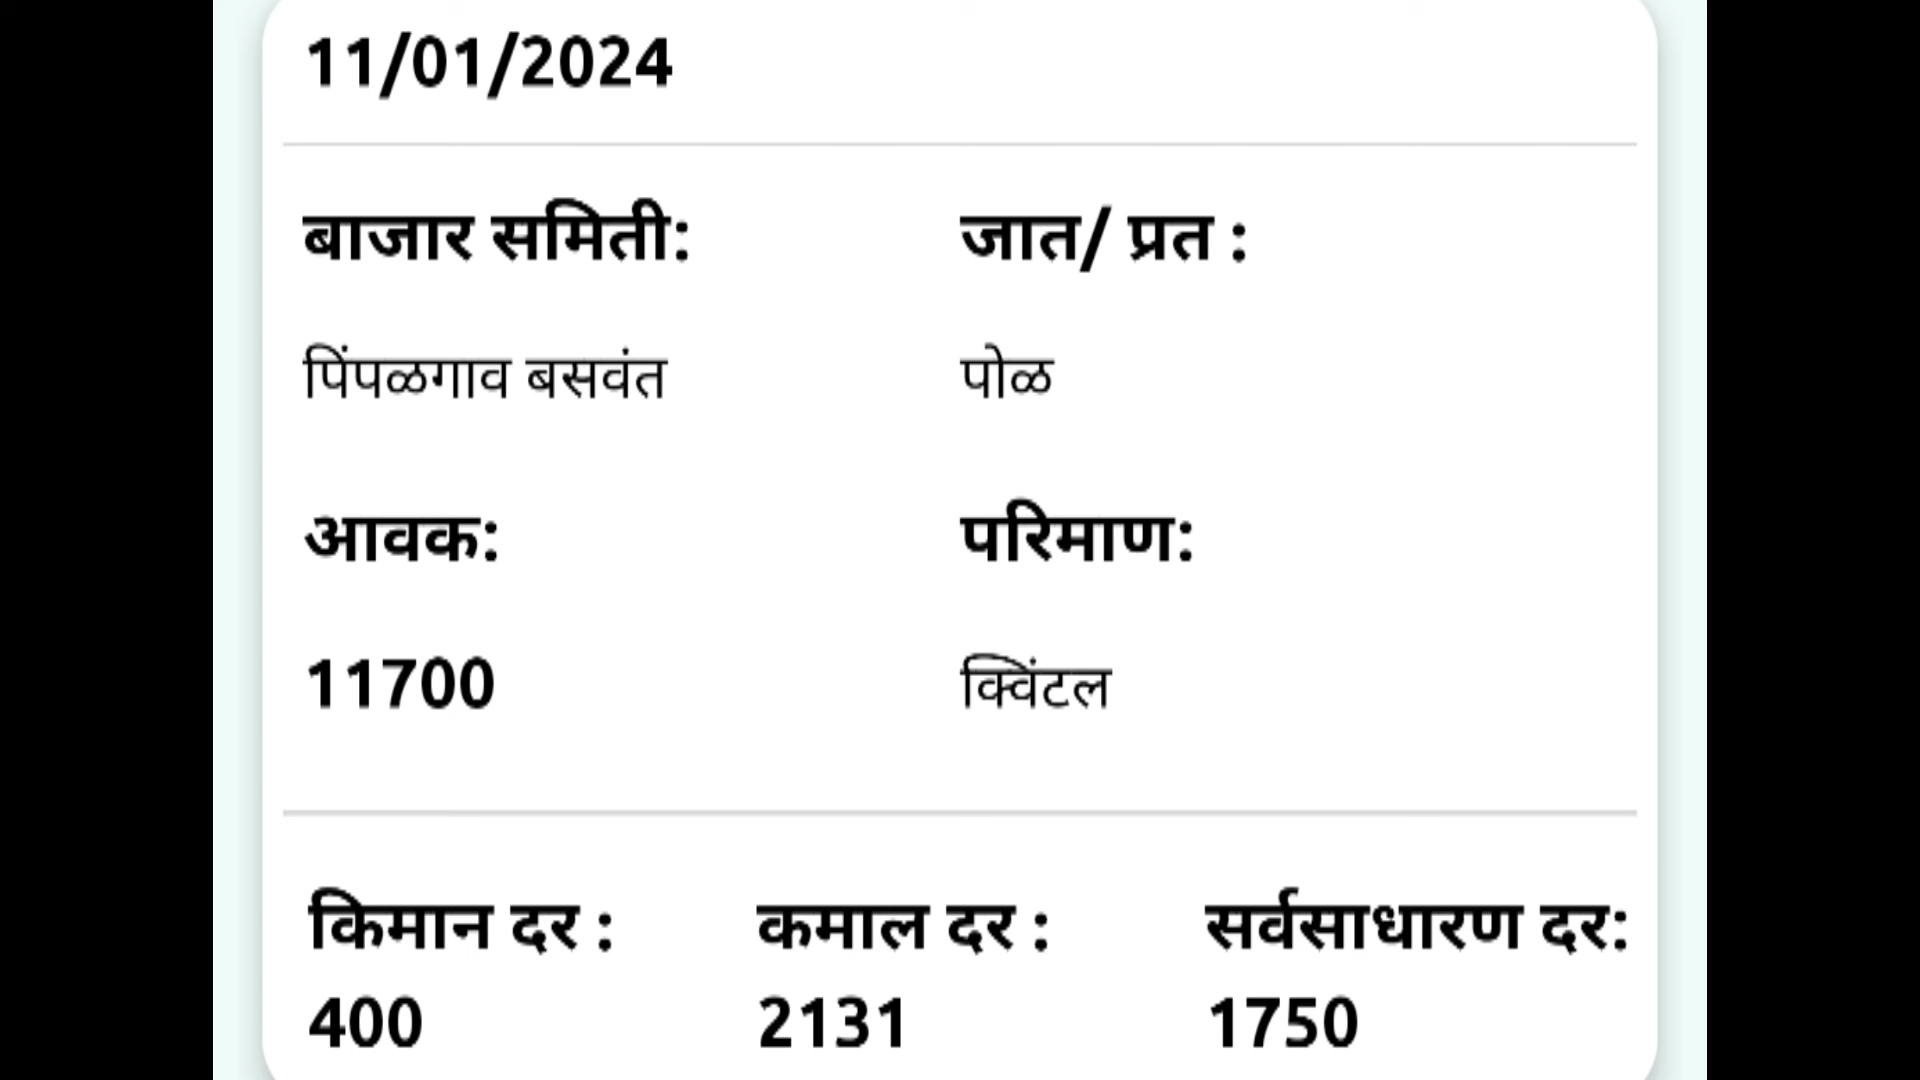 11/01/2024
बाजार समिती: जात/ प्रत :
पिंपळगाव बसवंत पोळ
आवक: परिमाण:
11700 क्विंटल
किमान दर : कमाल दर : सर्वसाधारण दर:
400 2131 1750